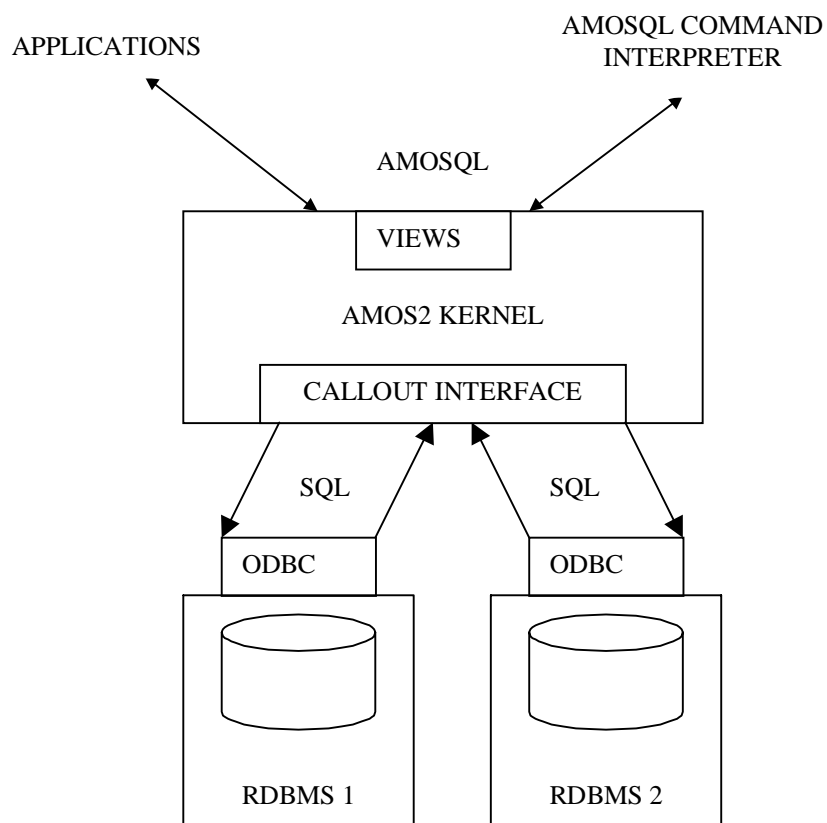 APPLICATIONS
AMOSQL COMMAND
INTERPRETER
AMOSQL
VIEWS
AMOS2 KERNEL
CALLOUT INTERFACE
SQL
SQL
ODBC
ODBC
RDBMS 1
RDBMS 2